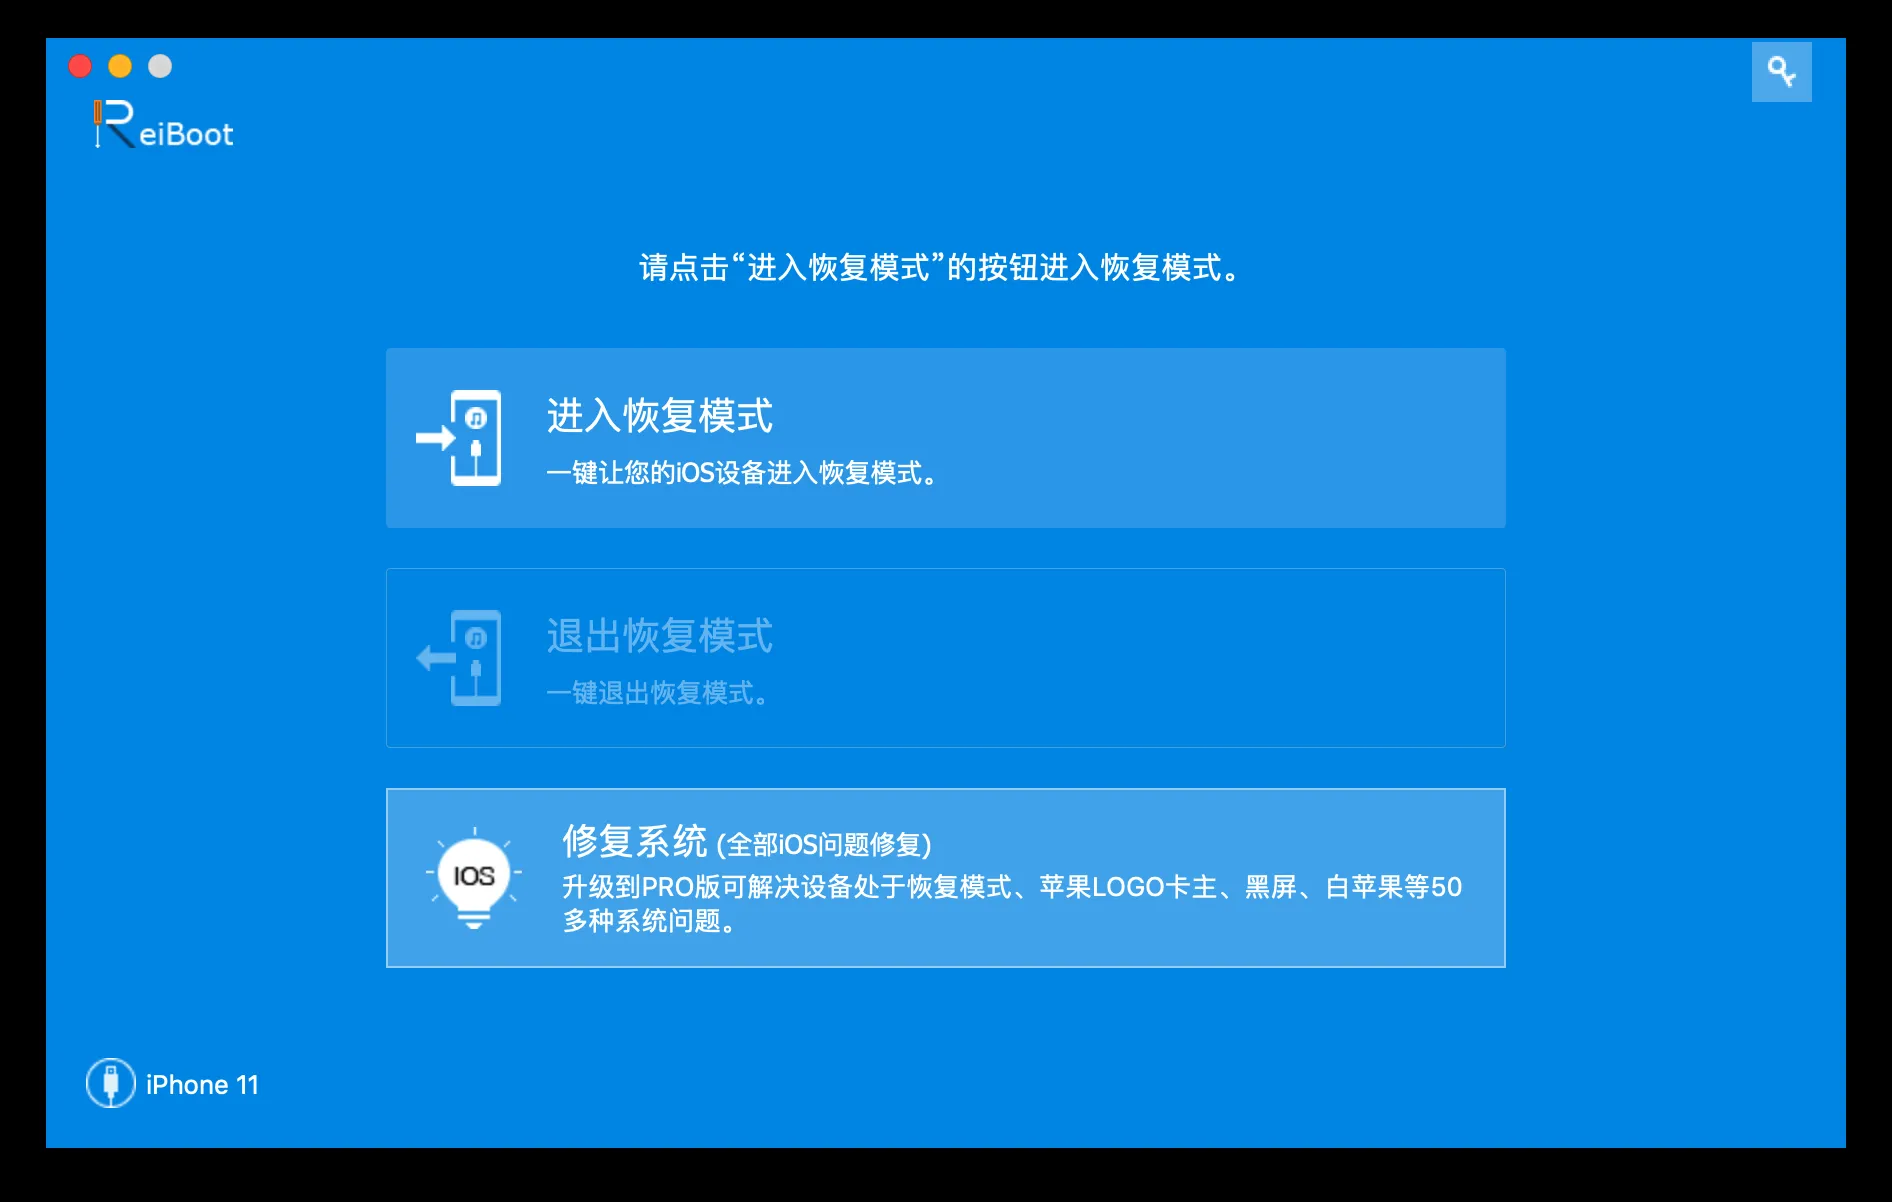 ReiBoot
请点击“进入恢复模式”的按钮进入恢复模式。
进入恢复模式
一键让您的iOS设备进入恢复模式。
退出恢复模式
一键退出恢复模式。
修复系统 (全部iOS问题修复)
IOS
升级到PRO版可解决设备处于恢复模式、苹果LOGO卡主、黑屏、白苹果等50
多种系统问题。
iPhone 11